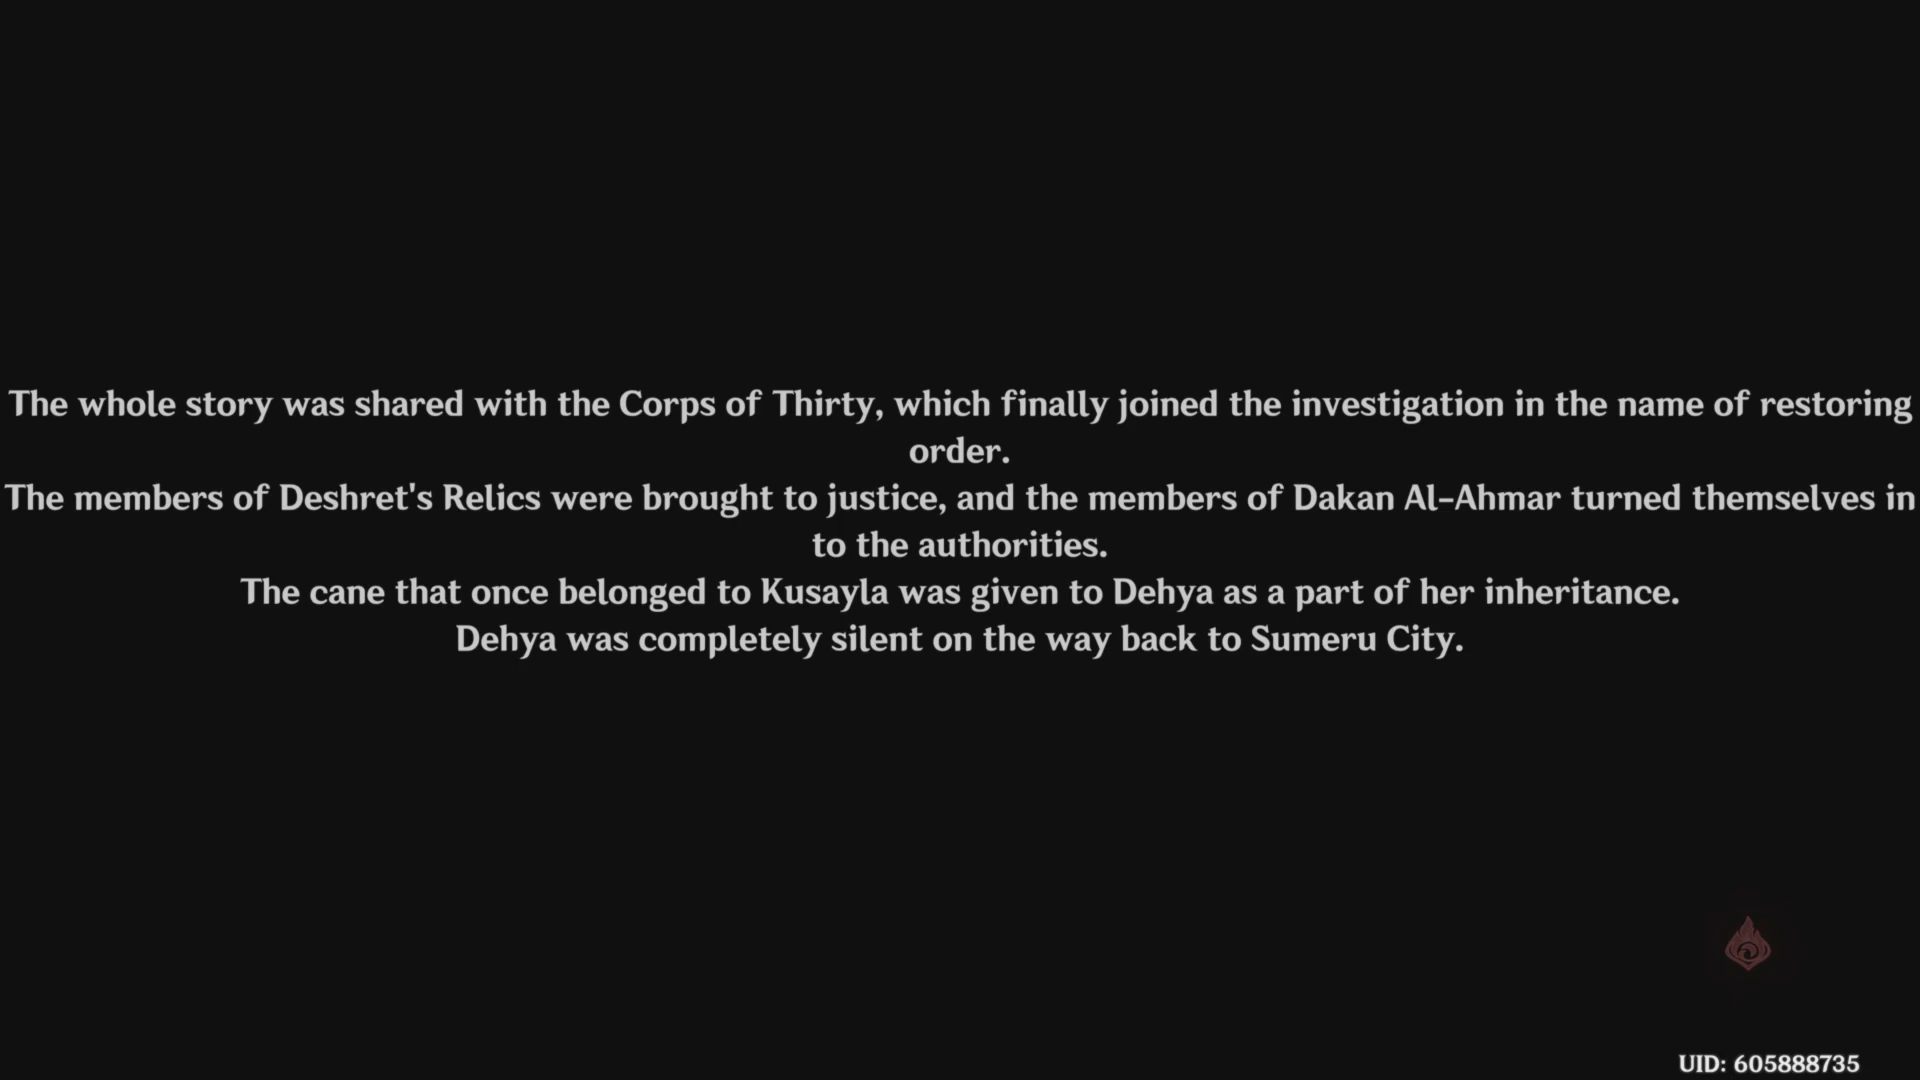 The whole story was shared with the Corps of Thirty, which finally joined the investigation in the name of restoring
order.
The members of Deshret's Relics were brought to justice, and the members of Dakan Al-Ahmar turned themselves in
to the authorities.
The cane that once belonged to Kusayla was given to Dehya as a part of her inheritance.
Dehya was completely silent on the way back to Sumeru City.
UID: 605888735